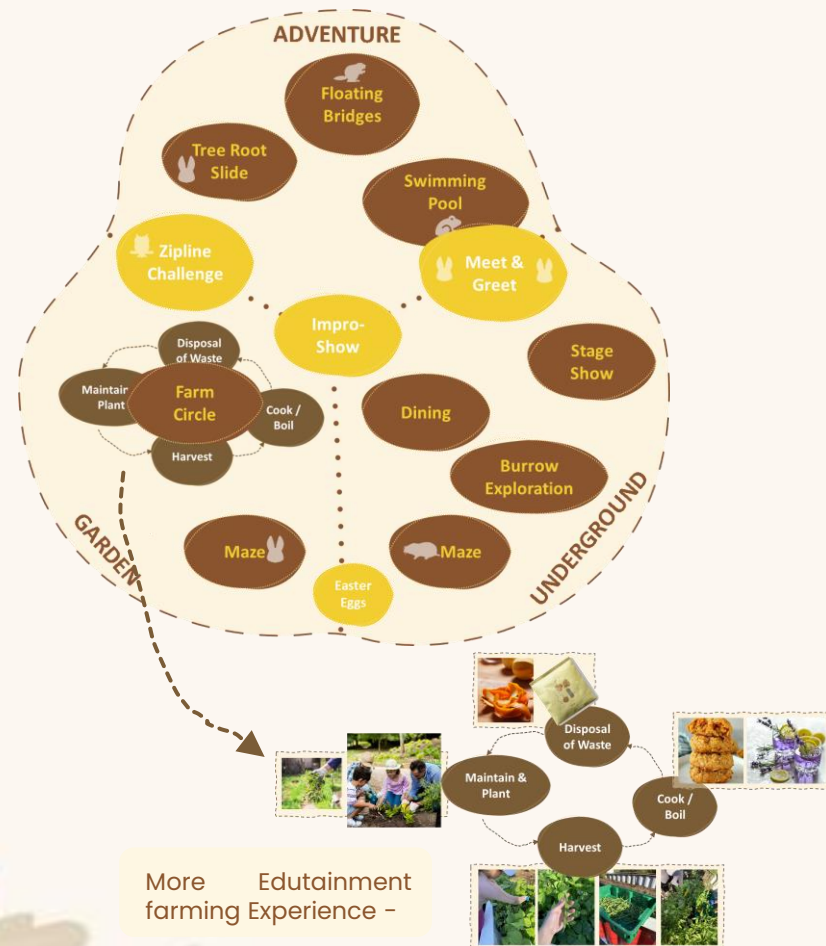 ADVENTURE
Floating
Bridges
Tree Root
Slide
Swimming
Pool
Zipline
Challenge
Meet &
Greet
Impro-
Show
Stage
Show
Disposal
of Waste
Maintain
Plant
Farm
Circle
Cook /
Boil
Harvest
Dining
Burrow
Exploration
GARDEN
Maze
Maze
UNDERGROUND
Easter
Eggs
Disposal
of Waste
Maintain &
Plant
Cook /
Boil
Harvest
More Edutainment
farming Experience -